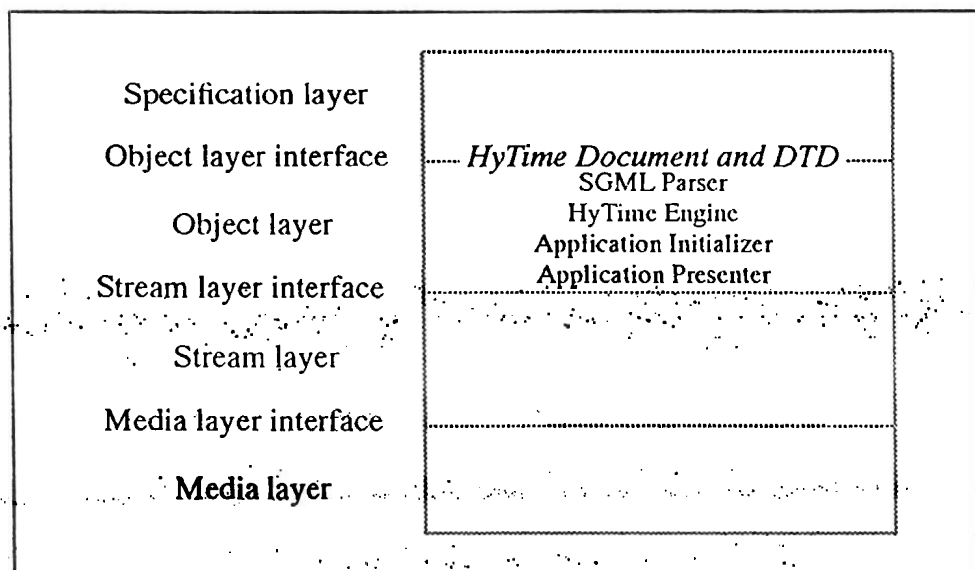 Specification layer
Object layer interface
HyTime Document and DTD
SGML Parser
HyTime Engine
Object layer
Application Initializer
Application Presenter
Stream layer interface
Stream layer
Media layer interface
Media layer